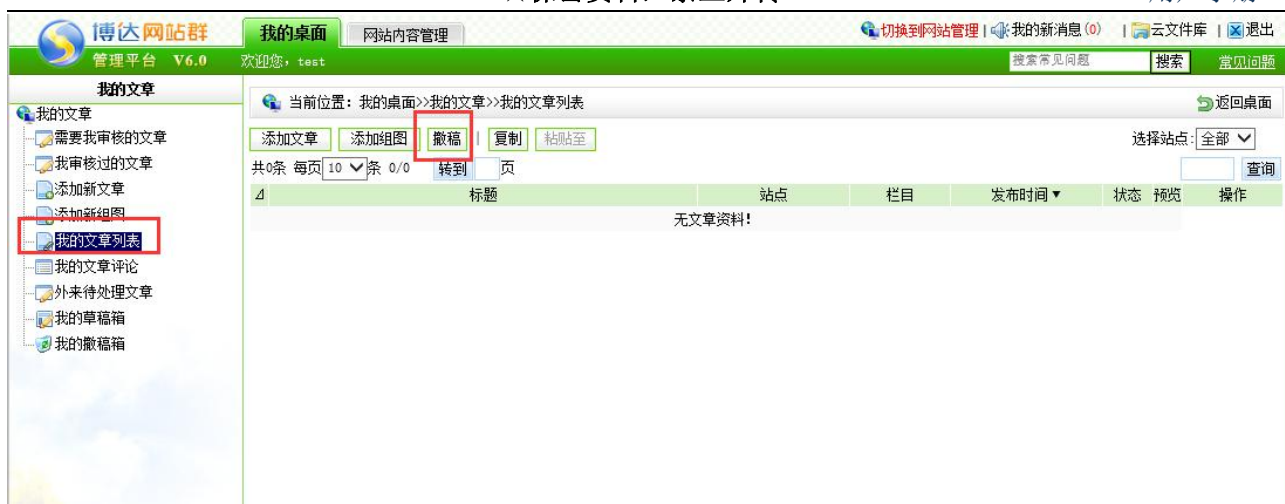 博达网站群
管理平台 V6.0
我的桌面 网站内容管理
切换到网站管理 | 我的新消息(0) | 云文件库 | 退出
欢迎您，test
搜索常见问题 搜索 常见问题
我的文章
我的文章
需要我审核的文章
我审核过的文章
添加新文章
添加新组图
我的文章列表
我的文章评论
外来待处理文章
我的草稿箱
我的撤稿箱
当前位置：我的桌面>>我的文章>>我的文章列表 返回桌面
添加文章 添加组图 撤稿 | 复制 粘贴至 选择站点:全部
共0条 每页10条 0/0 转到 页 查询
标题 站点 栏目 发布时间▼ 状态 预览 操作
无文章资料!